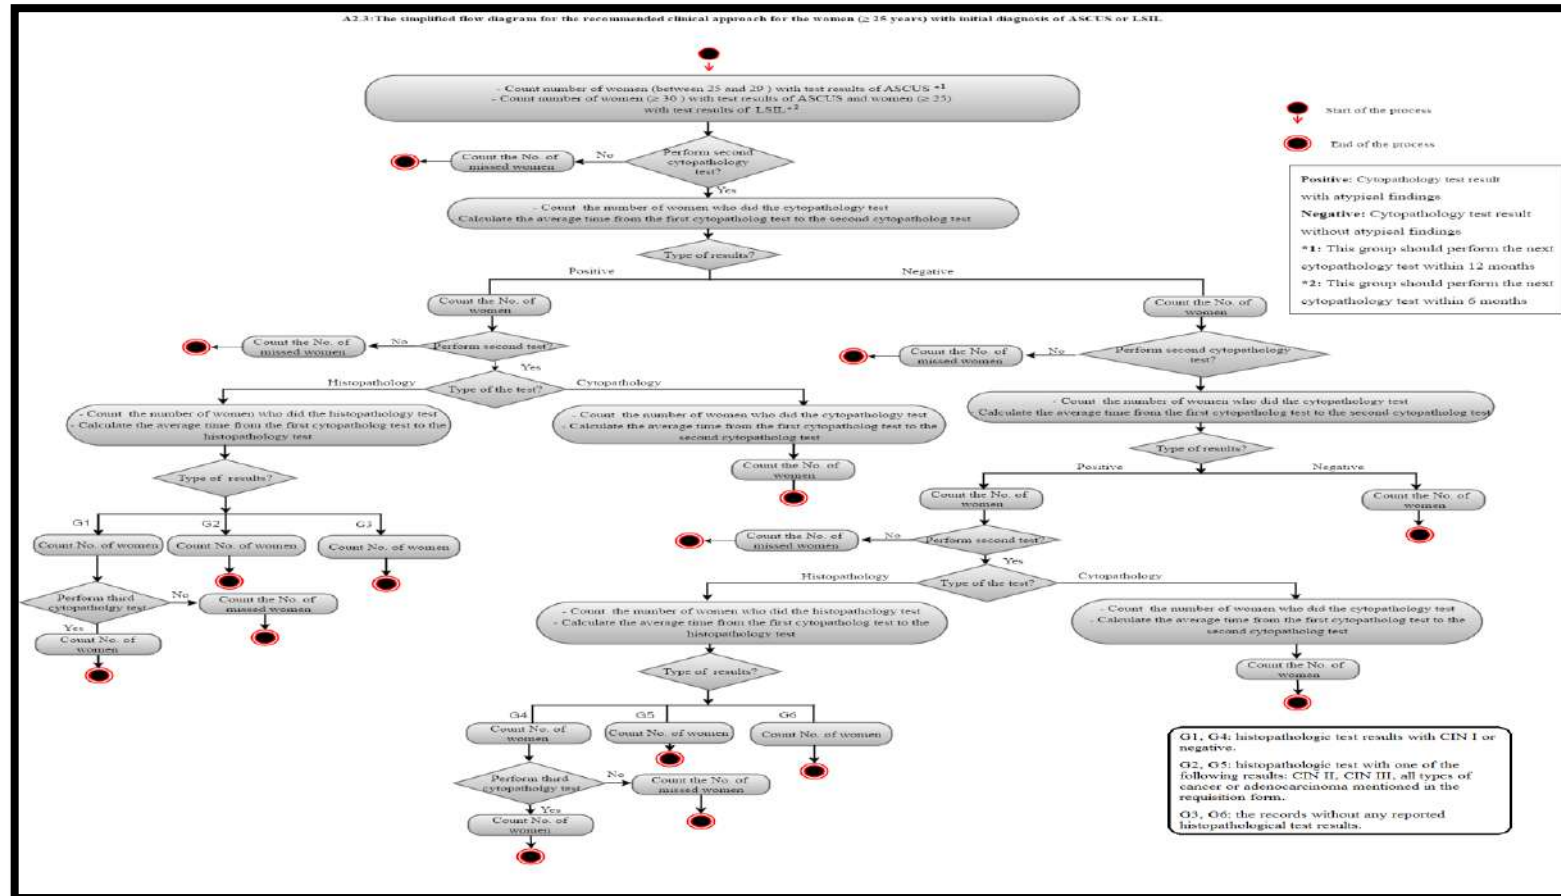 A2.3:The simplified flow diagram for the recommended clinical approach for the women (≥ 25 years) with initial diagnosis of ASCUS or LSIL
- Count number of women (between 25 and 29 ) with test results of ASCUS *1
- Count number of women (≥ 30 ) with test results of ASCUS and women (≥ 25)
with test results of LSIL*2
Start of the process
End of the process
Perform second
cytopathology
test?
No
Count the No. of
missed women
Yes
Positive: Cytopathology test result
with atypical findings
Negative: Cytopathology test result
without atypical findings
*1: This group should perform the next
cytopathology test within 12 months
*2: This group should perform the next
cytopathology test within 6 months
- Count the number of women who did the cytopathology test
Calculate the average time from the first cytopatholog test to the second cytopatholog test
Type of results?
Positive
Negative
Count the No. of
women
Count the No. of
women
Perform second test?
No
Count the No. of
missed women
Yes
Perform second cytopathology
test?
No
Count the No. of
missed women
Type of the test?
Histopathology
Cytopathology
- Count the number of women who did the histopathology test
- Calculate the average time from the first cytopatholog test to the
histopathology test
- Count the number of women who did the cytopathology test
- Calculate the average time from the first cytopatholog test to the
second cytopatholog test
- Count the number of women who did the cytopathology test
Calculate the average time from the first cytopatholog test to the second cytopatholog test
Count the No. of
women
Type of results?
Positive
Negative
Type of results?
Count the No. of
women
Count the No. of
women
G1
G2
G3
Count No. of women
Count No. of women
Count No. of women
Perform second test?
No
Count the No. of
missed women
Yes
Type of the test?
Histopathology
Cytopathology
Perform third
cytopatholgy test
No
Count the No. of
missed women
Yes
Count No. of
women
- Count the number of women who did the histopathology test
- Calculate the average time from the first cytopatholog test to the
histopathology test
- Count the number of women who did the cytopathology test
- Calculate the average time from the first cytopatholog test to the
second cytopatholog test
Type of results?
Count the No. of
women
G4
G5
G6
Count No. of
women
Count No. of women
Count No. of women
Perform third
cytopatholgy test
No
Count the No. of
missed women
Yes
Count No. of
women
G1, G4: histopathologic test results with CIN I or
negative.
G2, G5: histopathologic test with one of the
following results: CIN II, CIN III, all types of
cancer or adenocarcinoma mentioned in the
requisition form.
G3, G6: the records without any reported
histopathological test results.